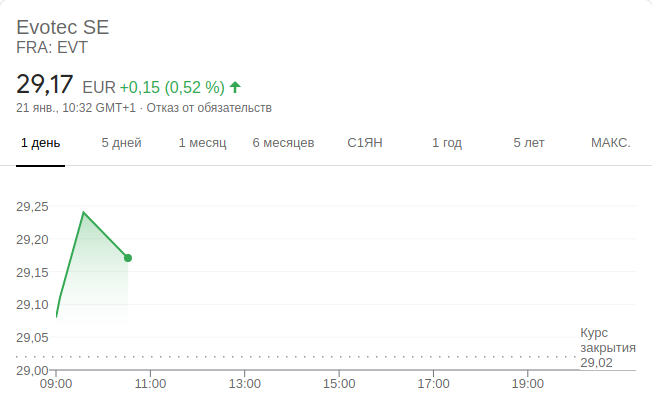 Evotec SE
FRA: EVT
29,17 EUR +0,15 (0,52 %)
21 янв., 10:32 GMT+1 · Отказ от обязательств
1 день 5 дней 1 месяц 6 месяцев С1ЯН 1 год 5 лет МАКС.
29,25
29,20
29,15
29,10
29,05
29,00
Курс
закрытия
29,02
09:00 11:00 13:00 15:00 17:00 19:00